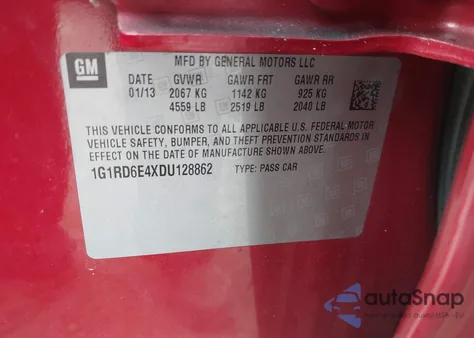 GM
MFD BY GENERAL MOTORS LLC
DATE GVWR GAWR FRT GAWR RR
01/13 2067 KG 1142 KG 925 KG
4559 LB 2519 LB 2040 LB
THIS VEHICLE CONFORMS TO ALL APPLICABLE U.S. FEDERAL MOTOR
VEHICLE SAFETY, BUMPER, AND THEFT PREVENTION STANDARDS
IN EFFECT ON THE DATE OF MANUFACTURE SHOWN ABOVE.
1G1RD6E4XDU128862 TYPE: PASS CAR
autoSnap